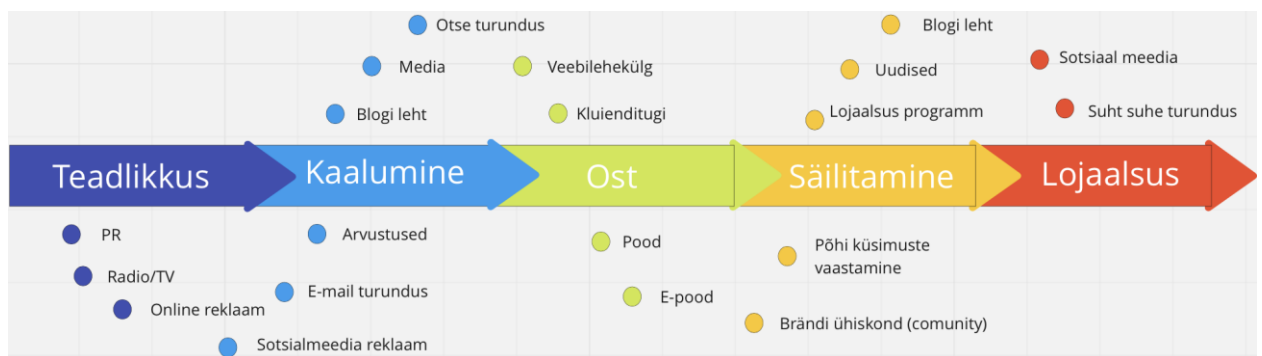 Otse turundus
Blogi leht
Media
Veebilehekülg
Uudised
Sotsiaal meedia
Blogi leht
Kluienditugi
Lojaalsus programm
Suht suhe turundus
Teadlikkus
Kaalumine
Ost
Säilitamine
Lojaalsus
PR
Arvustused
Pood
Põhi küsimuste
vaastamine
Radio/TV
E-mail turundus
E-pood
Online reklaam
Brändi ühiskond (comunity)
Sotsialmeedia reklaam